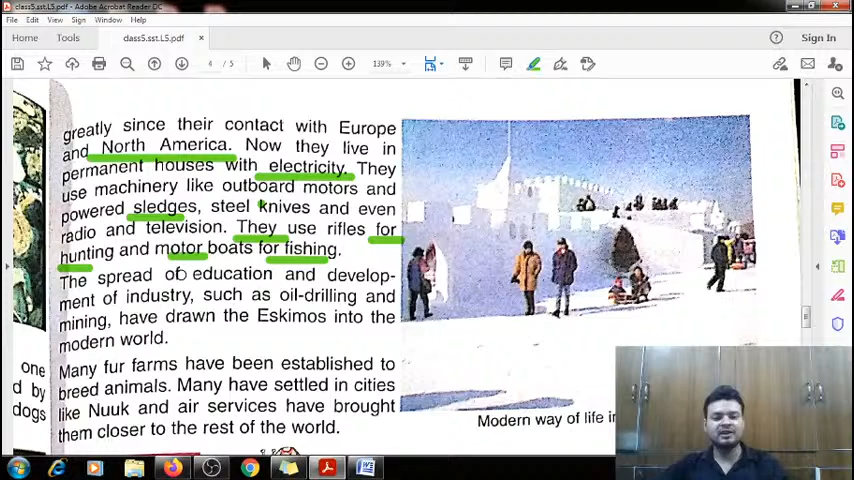 class5.sst.L5.pdf - Adobe Acrobat Reader DC
File Edit View Sign Window Help
Home Tools class5.sst.L5.pdf × Sign In
4 / 5 139%
greatly since their contact with Europe
and North America. Now they live in
permanent houses with electricity. They
use machinery like outboard motors and
powered sledges, steel knives and even
radio and television. They use rifles for
hunting and motor boats for fishing.
The spread of education and develop-
ment of industry, such as oil-drilling and
mining, have drawn the Eskimos into the
modern world.
Many fur farms have been established to
breed animals. Many have settled in cities
like Nuuk and air services have brought
them closer to the rest of the world.
one
d by
dogs
Modern way of life in